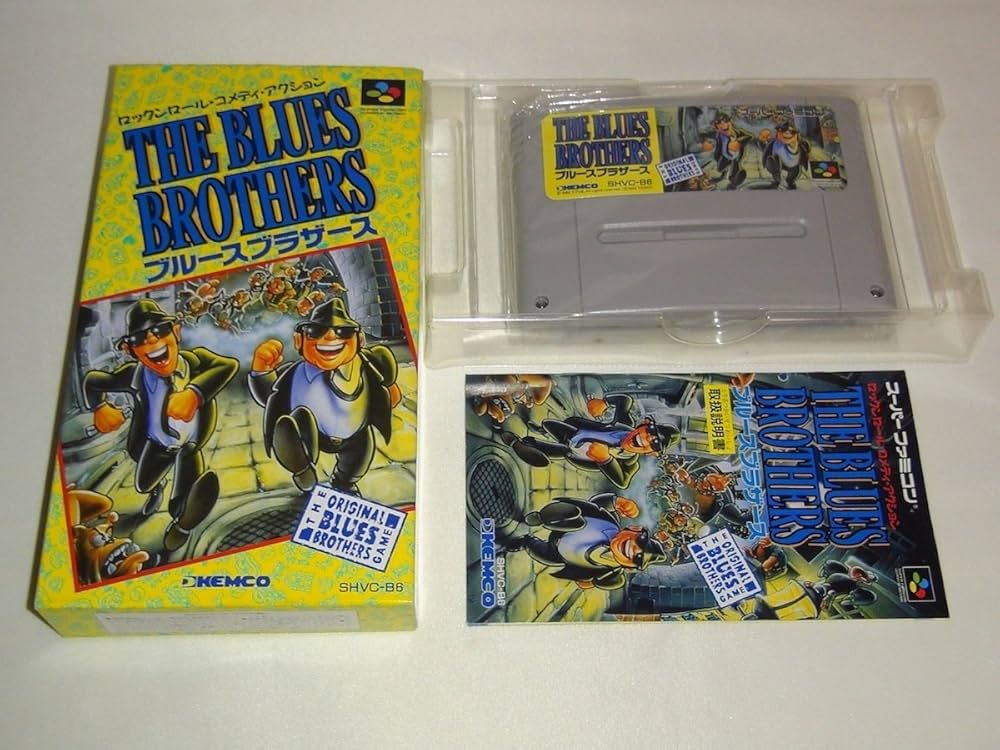 ロックンロール・コメディ・アクション
THE BLUES
BROTHERS
ブルースブラザース
THE
ORIGINAL
BLUES
BROTHERS
GAME
KEMCO
SHVC-B6
THE BLUES
BROTHERS
ブルースブラザース
KEMCO
SHVC-B6
THE
ORIGINAL
BLUES
BROTHERS
スーパーファミコン
ロックンロール・コメディ・アクション
THE BLUES
BROTHERS
ブルースブラザース
取扱説明書
THE
ORIGINAL
BLUES
BROTHERS
GAME
KEMCO
SHVC-B6